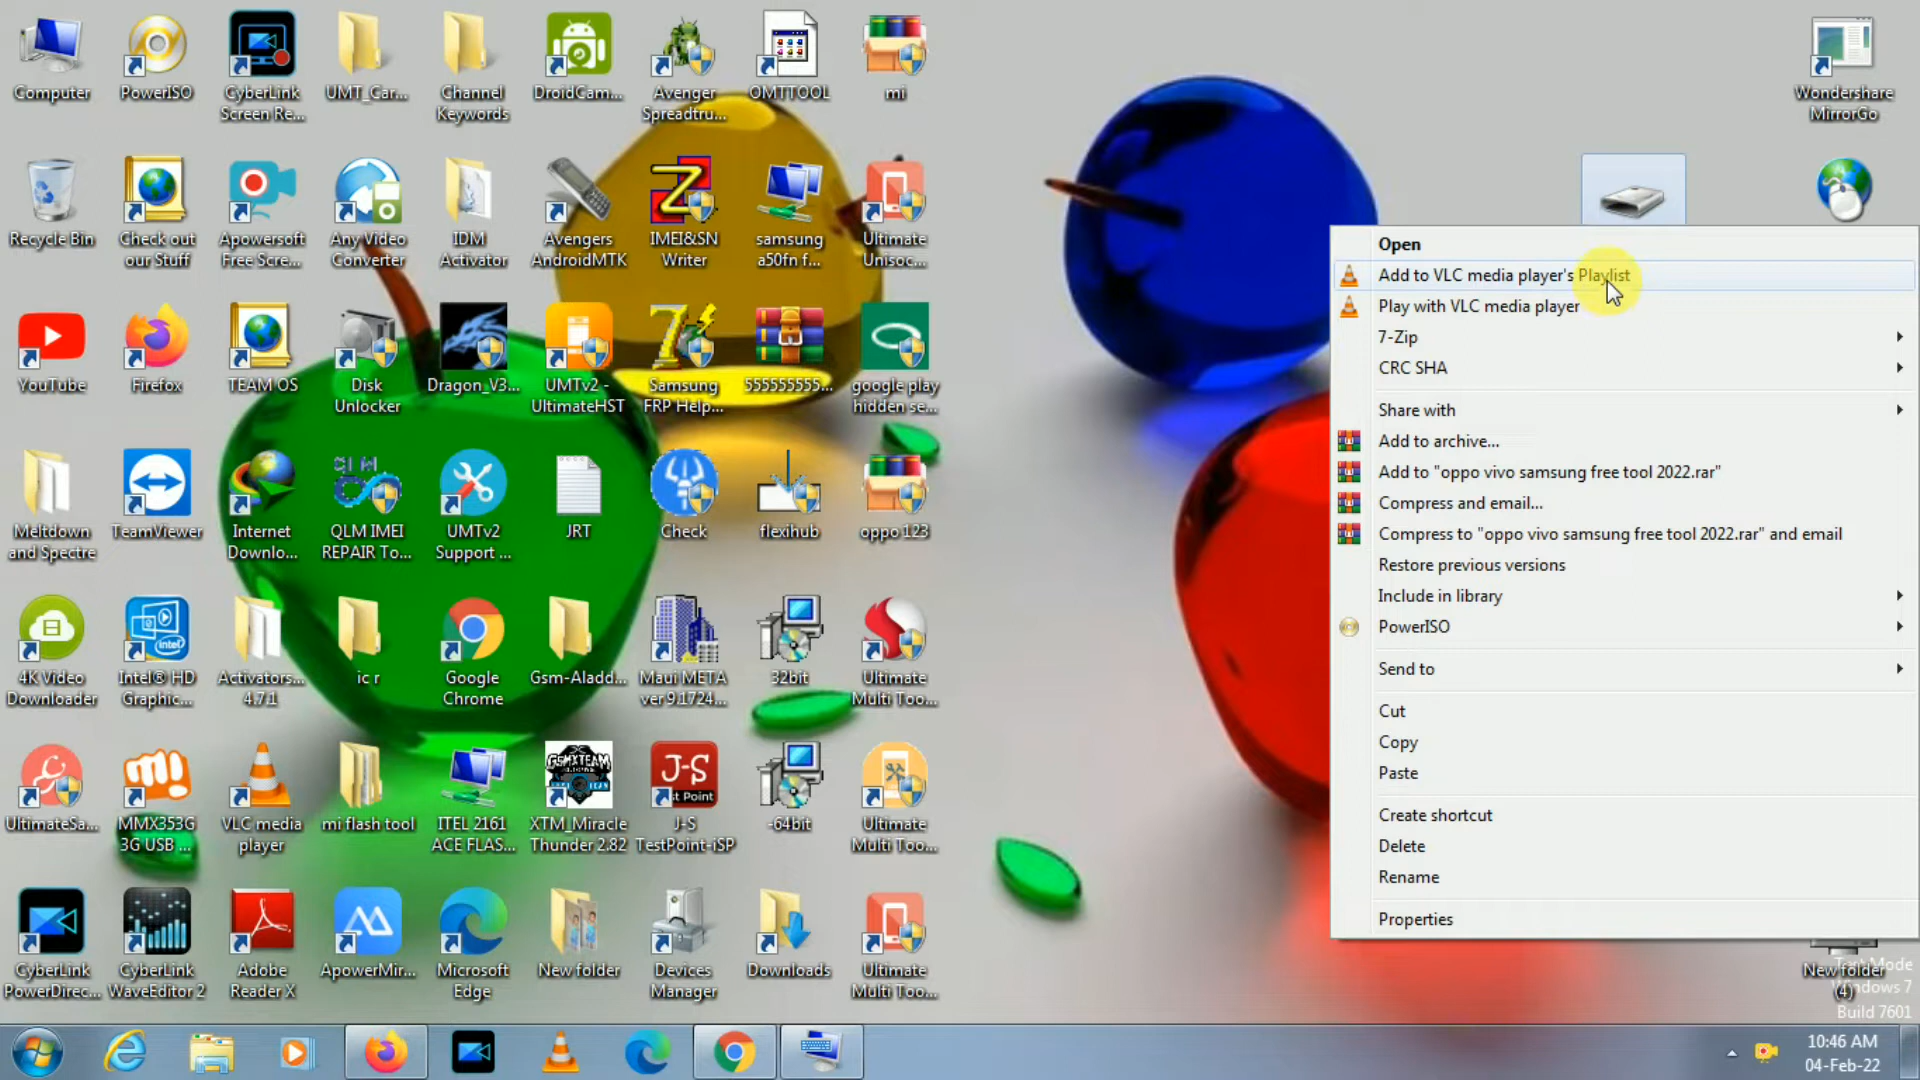 Computer
PowerISO
CyberLink
Screen Re...
UMT_Car...
Channel
Keywords
DroidCam...
Avenger
Spreadtru...
OMTTOOL
mi
Wondershare
MirrorGo
Recycle Bin
Check out
our Stuff
Apowersoft
Free Scre...
Any Video
Converter
IDM
Activator
Avengers
AndroidMTK
IMEI&SN
Writer
samsung
a50fn f...
Ultimate
Unisoc...
YouTube
Firefox
TEAM OS
Disk
Unlocker
Dragon_V3...
UMTv2 -
UltimateHST
Samsung
FRP Help...
555555555...
google play
hidden se...
Meltdown
and Spectre
TeamViewer
Internet
Downlo...
QLM IMEI
QLM IMEI
REPAIR To...
UMTv2
Support ...
JRT
Check
flexihub
oppo 123
4K Video
Downloader
intel
Intel® HD
Graphic...
Activators...
4.7.1
ic r
Google
Chrome
Gsm-Aladd...
Maui META
ver 9.1724...
32bit
Ultimate
Multi Too...
UltimateSa...
MMX353G
3G USB ...
VLC media
player
mi flash tool
ITEL 2161
ACE FLAS...
GSMXTEAM
XTM_Miracle
Thunder 2.82
J-S
st Point
J-S
TestPoint-iSP
-64bit
Ultimate
Multi Too...
CyberLink
PowerDirec...
CyberLink
WaveEditor 2
Adobe
Reader X
ApowerMir...
Microsoft
Edge
New folder
Devices
Manager
Downloads
Ultimate
Multi Too...
Open
Add to VLC media player's Playlist
Play with VLC media player
7-Zip
CRC SHA
Share with
Add to archive...
Add to "oppo vivo samsung free tool 2022.rar"
Compress and email...
Compress to "oppo vivo samsung free tool 2022.rar" and email
Restore previous versions
Include in library
PowerISO
Send to
Cut
Copy
Paste
Create shortcut
Delete
Rename
Properties
New folder
(4)
Test Mode
Windows 7
Build 7601
10:46 AM
04-Feb-22